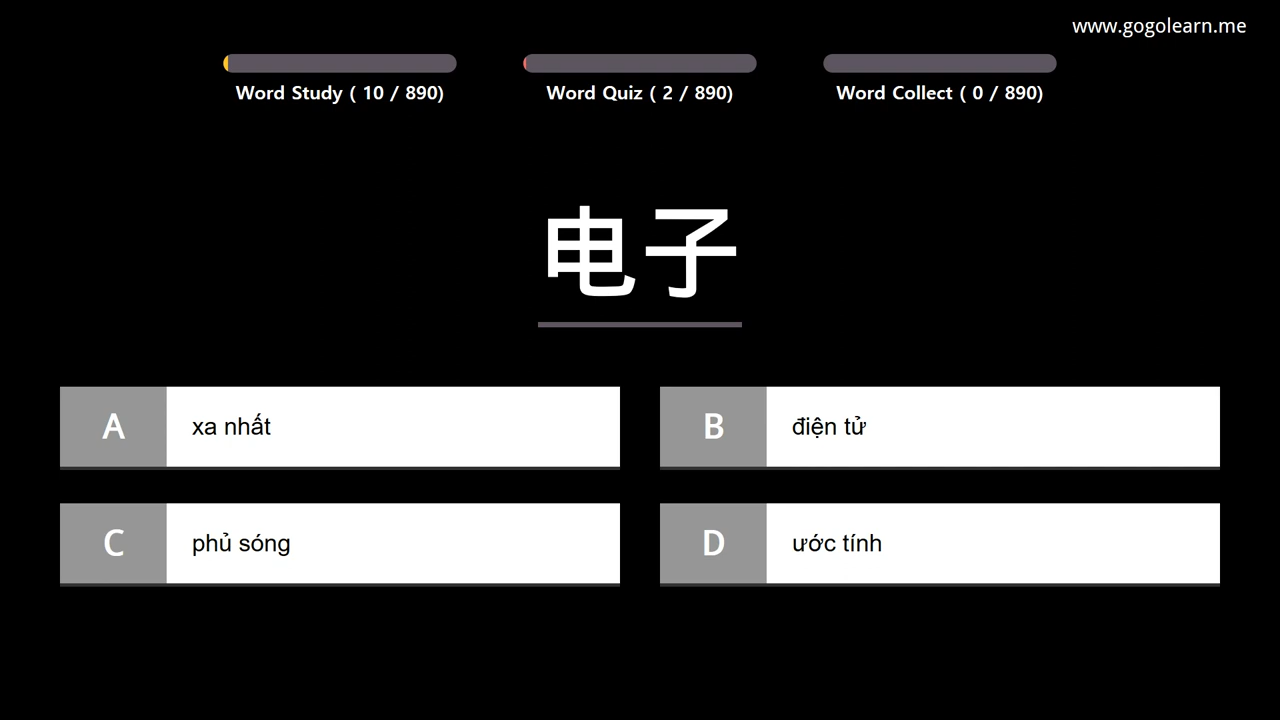 www.gogolearn.me
Word Study ( 10 / 890)
Word Quiz ( 2 / 890)
Word Collect ( 0 / 890)
电子
A xa nhất
B điện tử
C phủ sóng
D ước tính